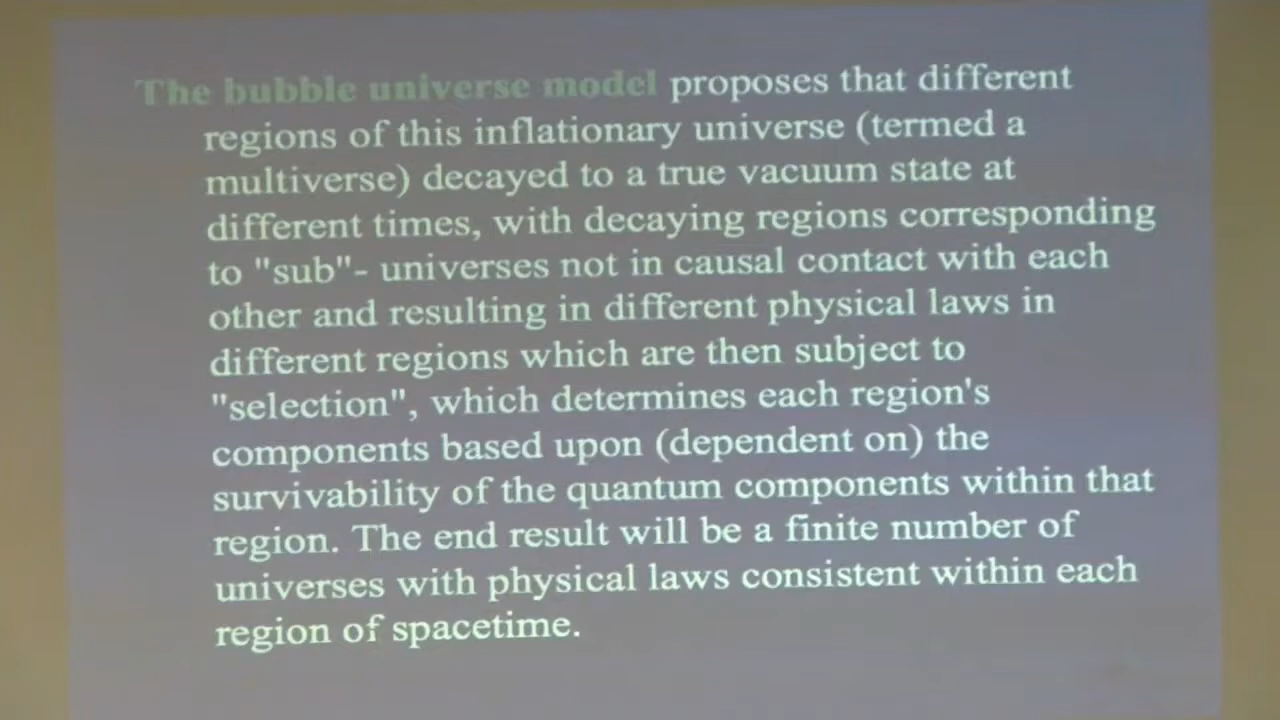 The bubble universe model proposes that different
regions of this inflationary universe (termed a
multiverse) decayed to a true vacuum state at
different times, with decaying regions corresponding
to "sub"- universes not in causal contact with each
other and resulting in different physical laws in
different regions which are then subject to
"selection", which determines each region's
components based upon (dependent on) the
survivability of the quantum components within that
region. The end result will be a finite number of
universes with physical laws consistent within each
region of spacetime.